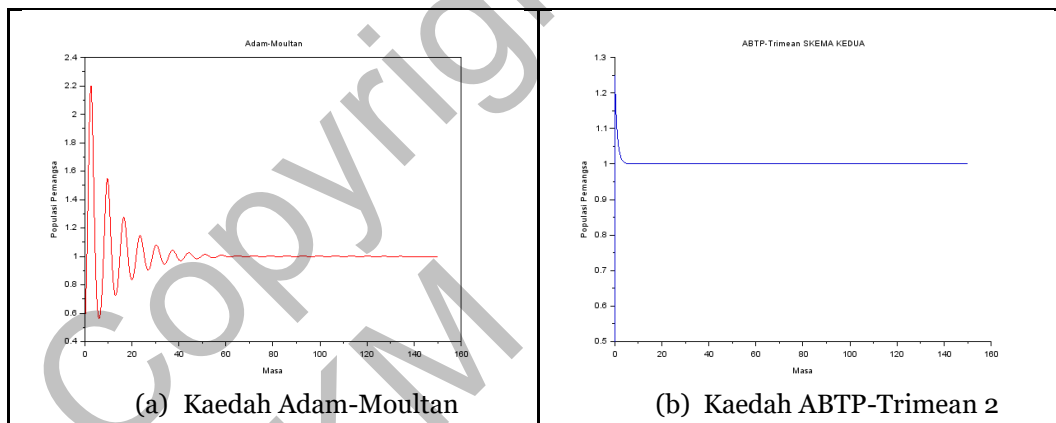 Adam-Moultan
2.4
2.2
2
1.8
1.6
1.4
1.2
1
0.8
0.6
0.4
Populasi Pemangsa
0 20 40 60 80 100 120 140 160
Masa
(a) Kaedah Adam-Moultan
ABTP-Trimean SKEMA KEDUA
1.3
1.2
1.1
1
0.9
0.8
0.7
0.6
0.5
Populasi Pemangsa
0 20 40 60 80 100 120 140 160
Masa
(b) Kaedah ABTP-Trimean 2
Copyrig